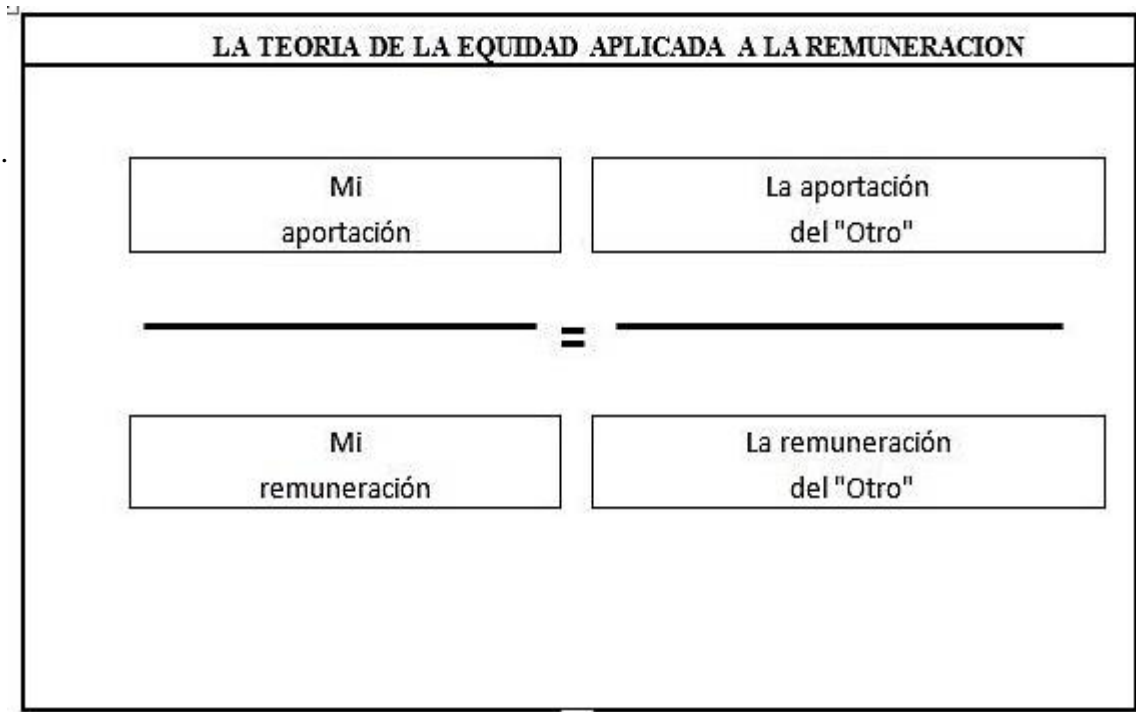 LA TEORIA DE LA EQUIDAD APLICADA A LA REMUNERACION
Mi
aportación
La aportación
del "Otro"
=
Mi
remuneración
La remuneración
del "Otro"